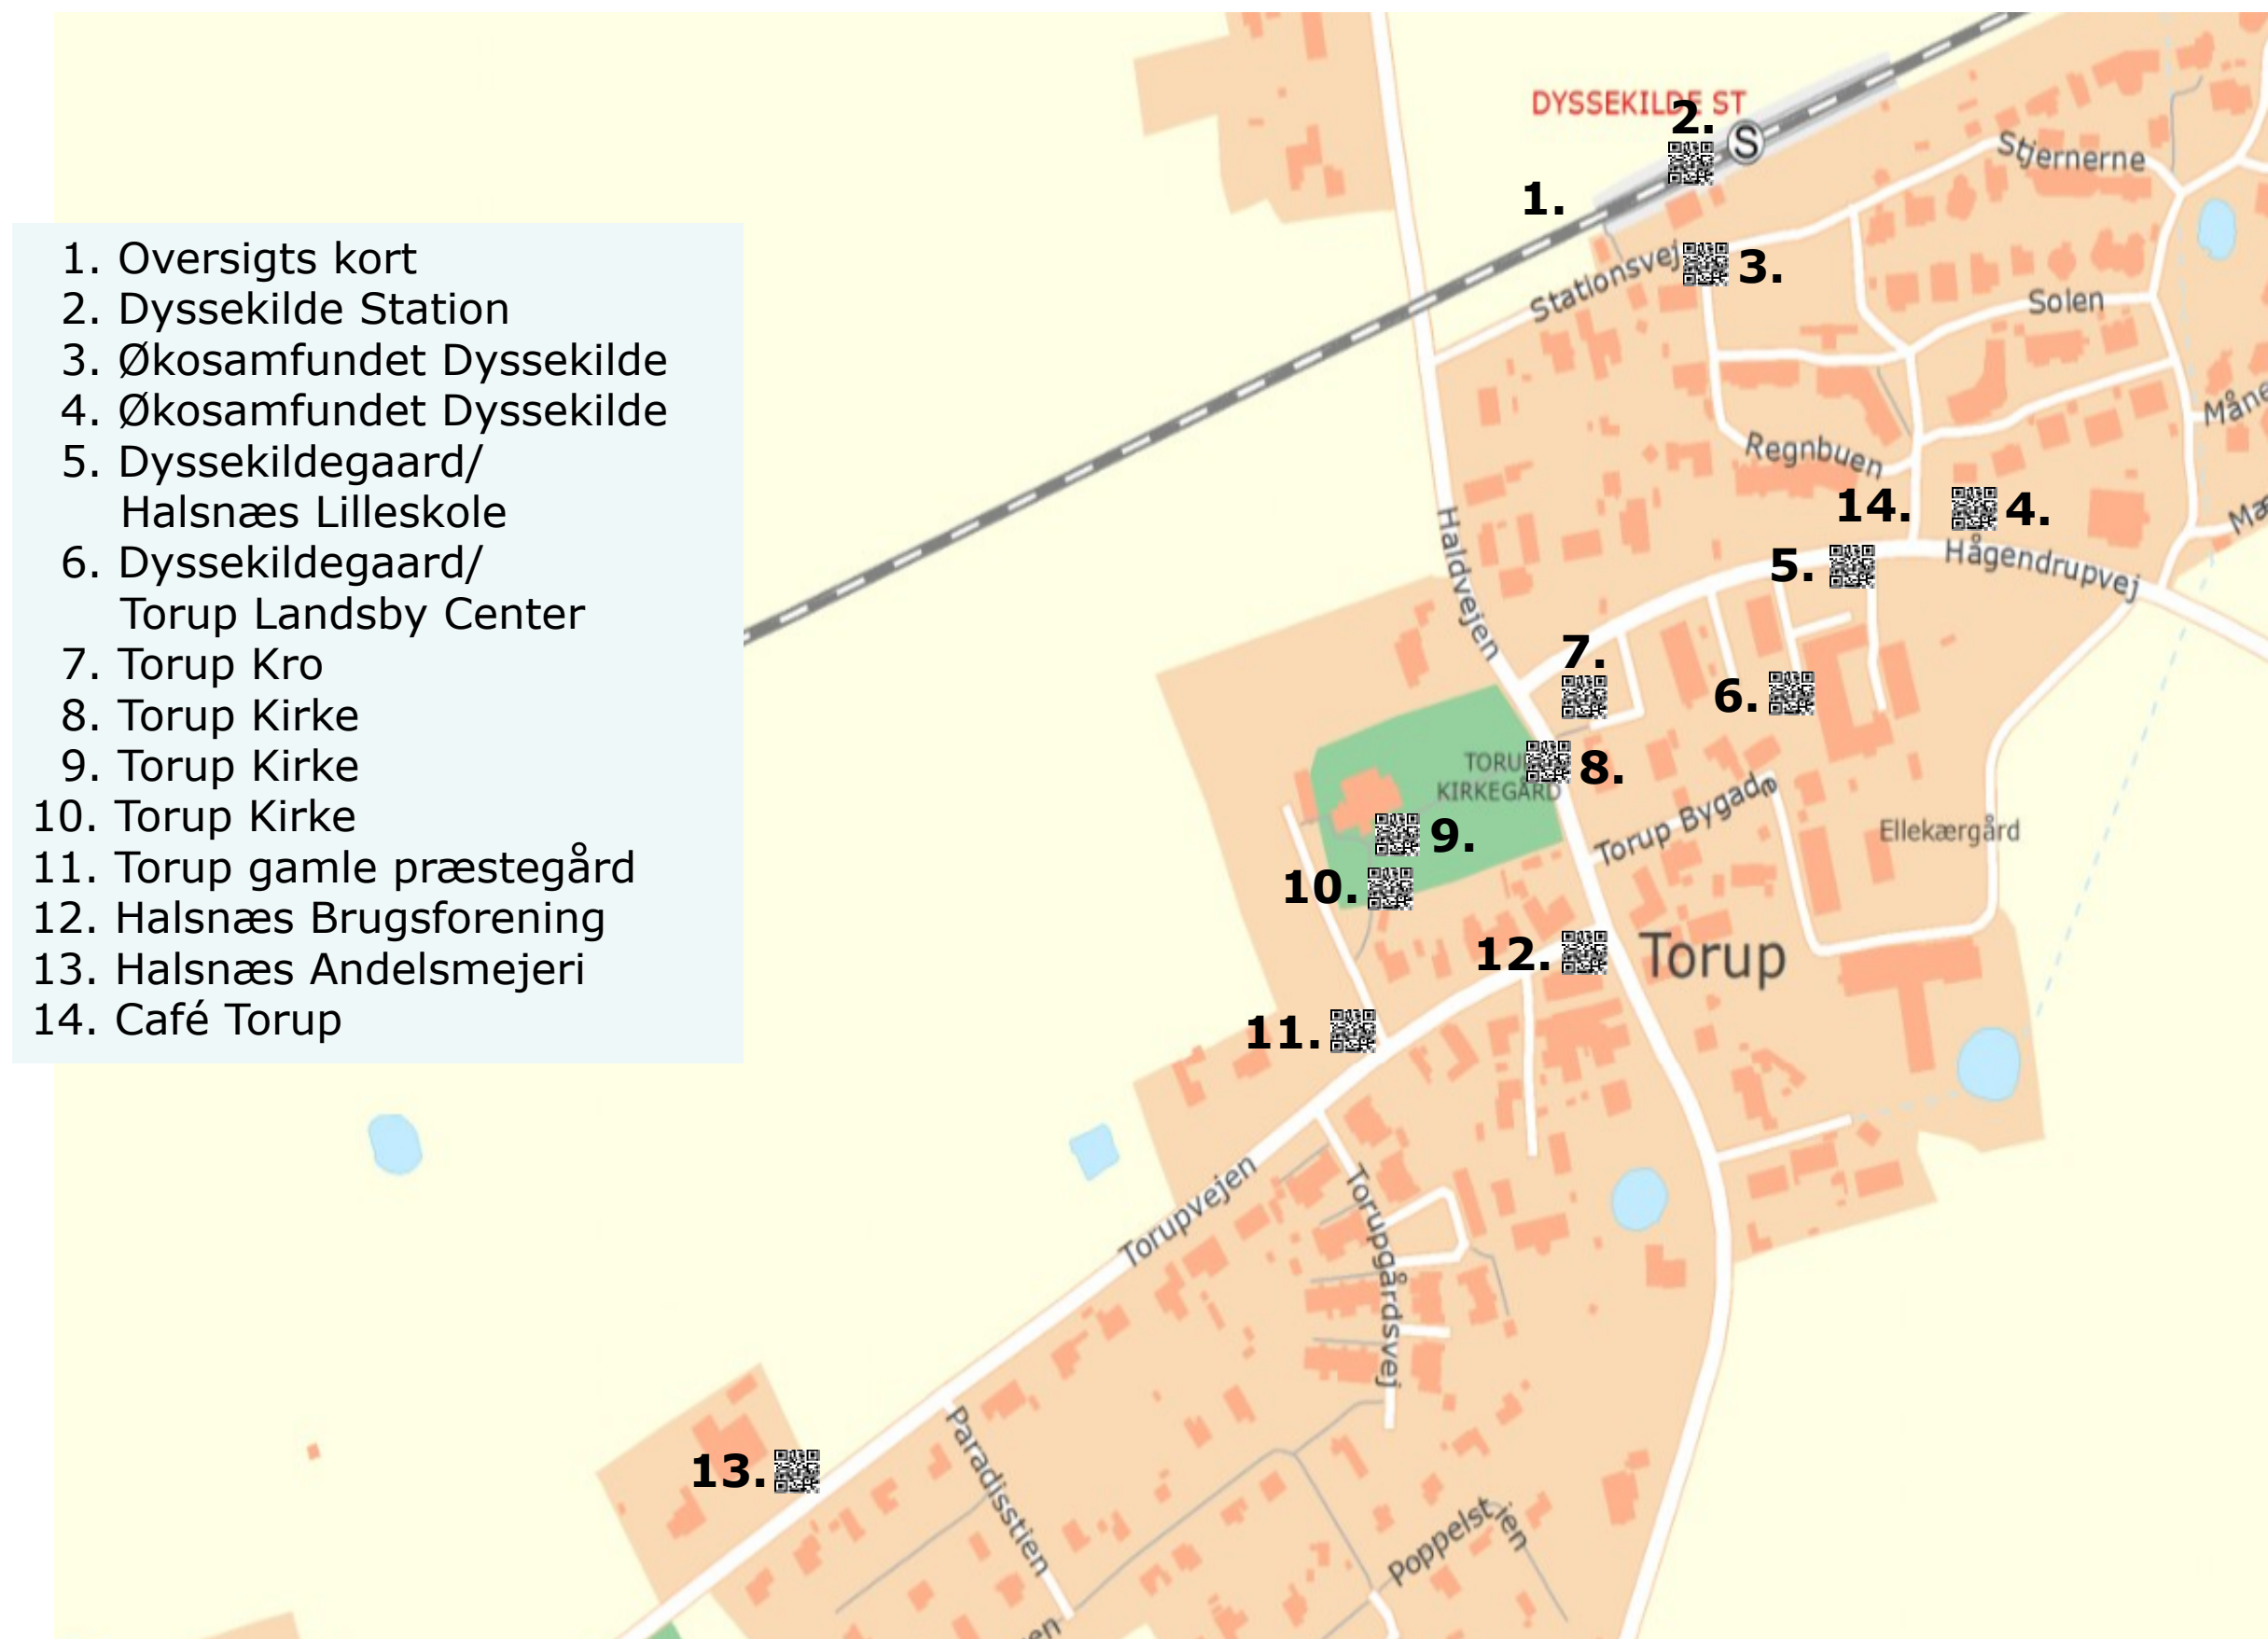 1. Oversigts kort
2. Dyssekilde Station
3. Økosamfundet Dyssekilde
4. Økosamfundet Dyssekilde
5. Dyssekildegaard/
Halsnæs Lilleskole
6. Dyssekildegaard/
Torup Landsby Center
7. Torup Kro
8. Torup Kirke
9. Torup Kirke
10. Torup Kirke
11. Torup gamle præstegård
12. Halsnæs Brugsforening
13. Halsnæs Andelsmejeri
14. Café Torup
DYSSEKILDE ST
2.
S
1.
Stjernerne
Stationsvej
3.
Solen
Regnbuen
14.
4.
Haldvejen
5.
Hågendrupvej
7.
6.
TORUP
KIRKEGÅRD
8.
Torup Bygade
Ellekærgård
9.
10.
12.
Torup
11.
Torupvejen
Torupgårdsvej
13.
Paradisstien
Poppelstien